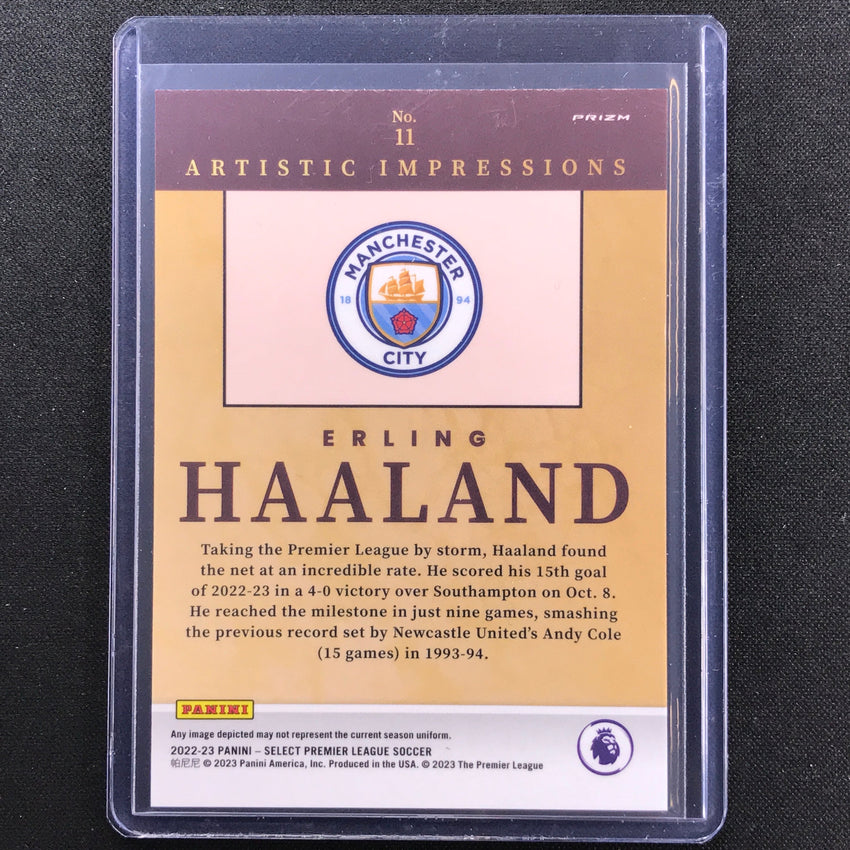 No.
11
PRIZM
ARTISTIC IMPRESSIONS
MANCHESTER
18 94
CITY
ERLING
HAALAND
Taking the Premier League by storm, Haaland found
the net at an incredible rate. He scored his 15th goal
of 2022-23 in a 4-0 victory over Southampton on Oct. 8.
He reached the milestone in just nine games, smashing
the previous record set by Newcastle United's Andy Cole
(15 games) in 1993-94.
PANINI
Any image depicted may not represent the current season uniform.
2022-23 PANINI – SELECT PREMIER LEAGUE SOCCER
帕尼尼 © 2023 Panini America, Inc. Produced in the USA. © 2023 The Premier League